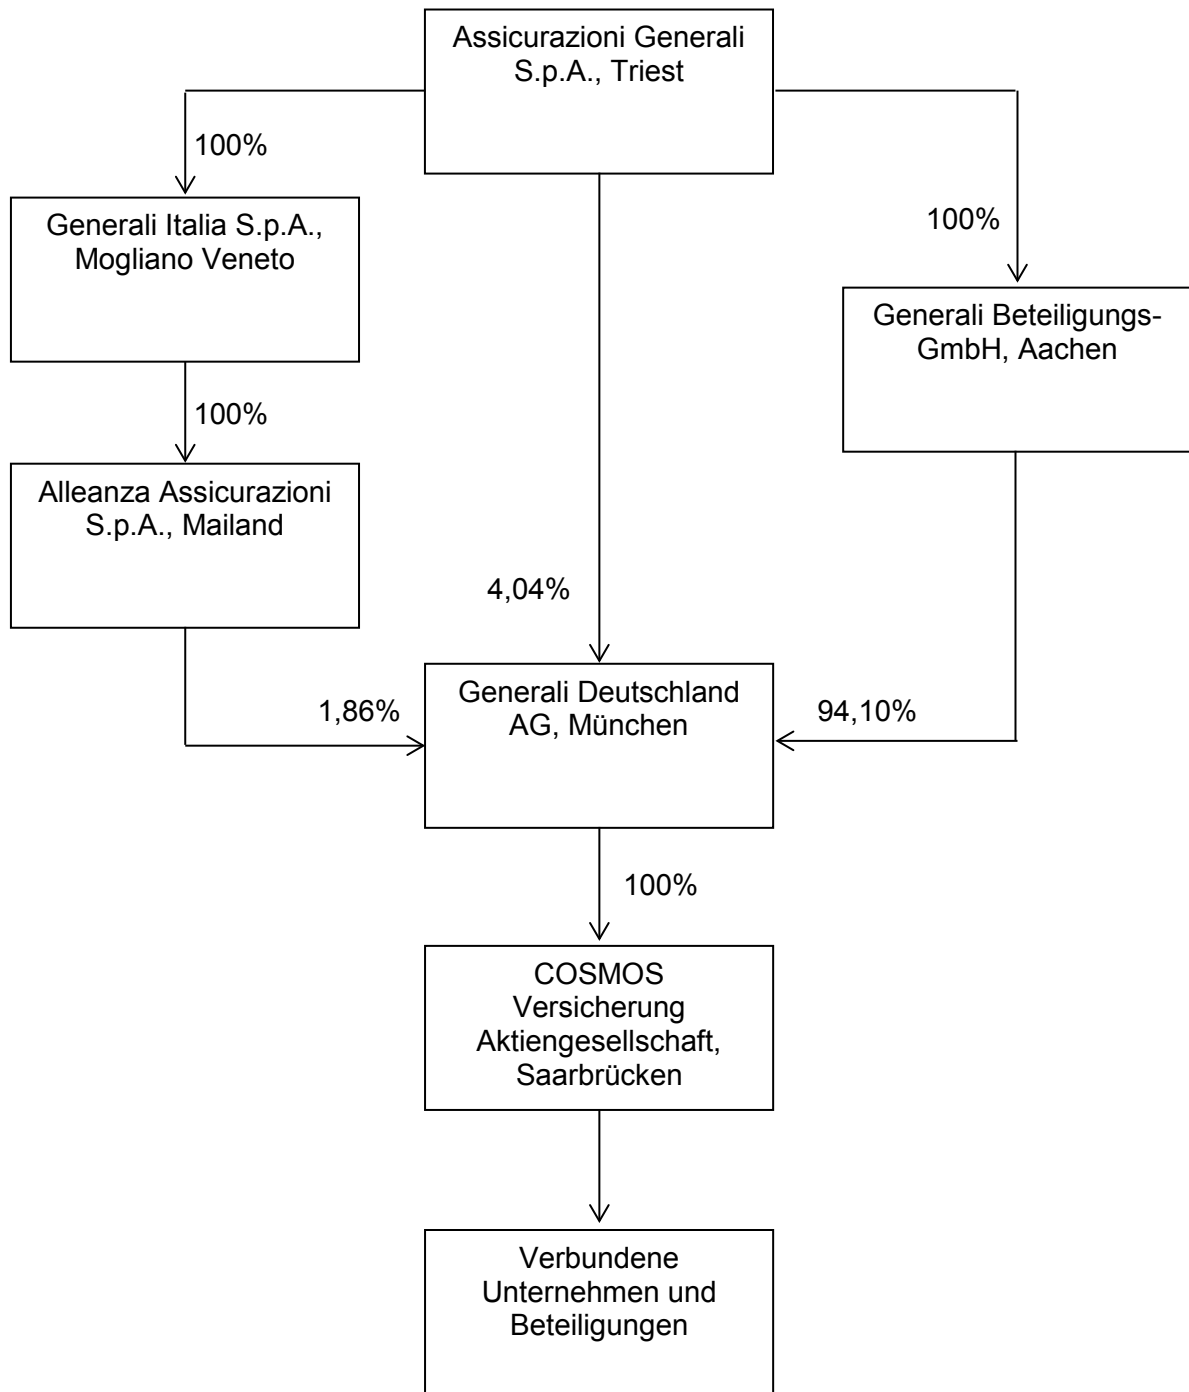 Assicurazioni Generali
S.p.A., Triest
100%
Generali Italia S.p.A.,
Mogliano Veneto
100%
Generali Beteiligungs-
GmbH, Aachen
100%
Alleanza Assicurazioni
S.p.A., Mailand
4,04%
Generali Deutschland
AG, München
1,86%
94,10%
100%
COSMOS
Versicherung
Aktiengesellschaft,
Saarbrücken
Verbundene
Unternehmen und
Beteiligungen